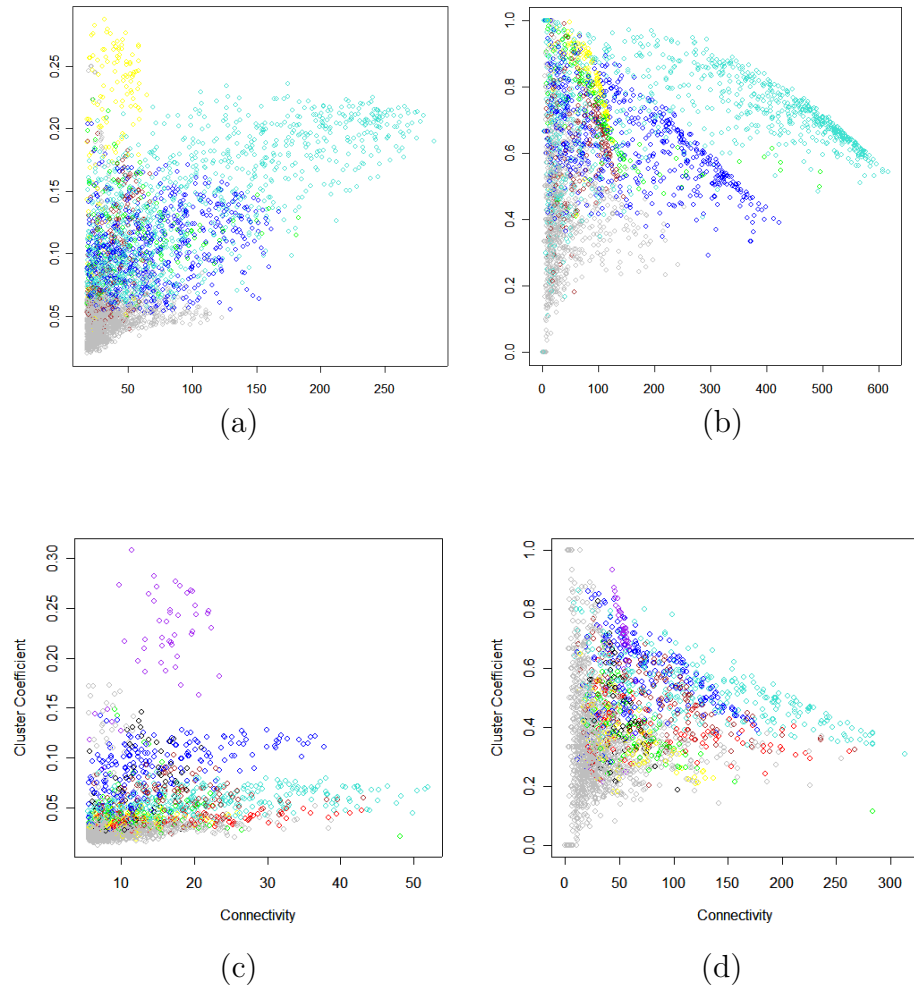 0.05 0.10 0.15 0.20 0.25
50 100 150 200 250
(a)
0.0 0.2 0.4 0.6 0.8 1.0
0 100 200 300 400 500 600
(b)
Cluster Coefficient
0.05 0.10 0.15 0.20 0.25 0.30
10 20 30 40 50
Connectivity
(c)
Cluster Coefficient
0.0 0.2 0.4 0.6 0.8 1.0
0 50 100 150 200 250 300
Connectivity
(d)